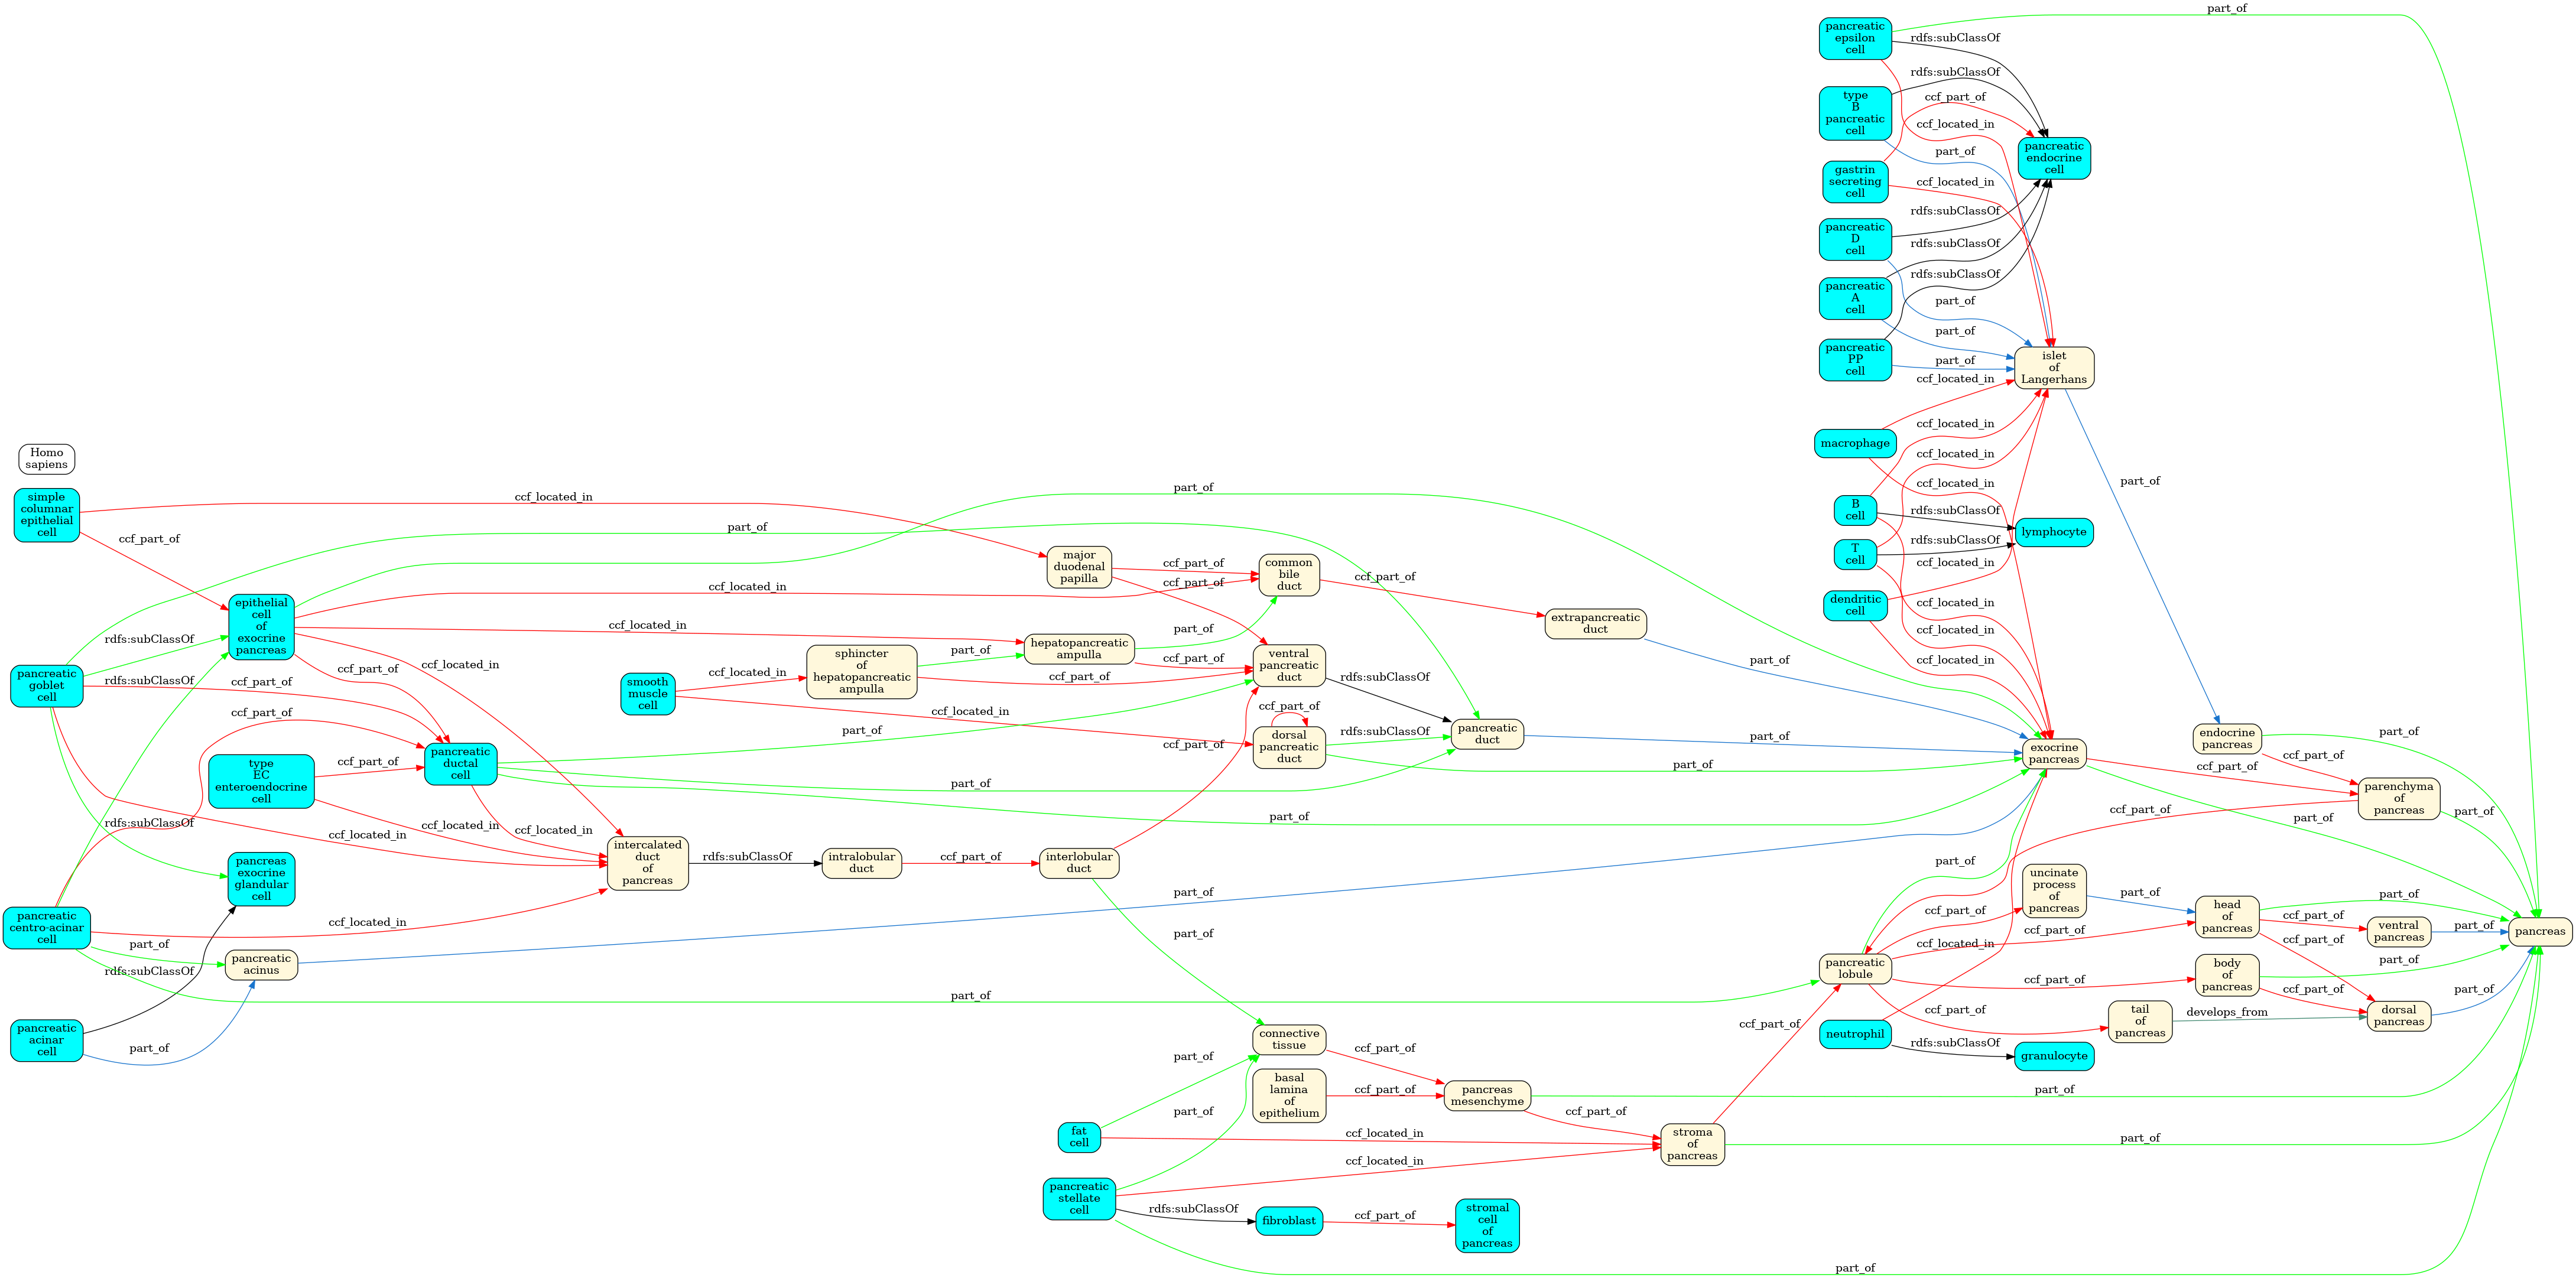 part_of
pancreatic
epsilon
cell
rdfs:subClassOf
rdfs:subClassOf
type
B
pancreatic
cell
ccf_part_of
ccf_located_in
part_of
pancreatic
endocrine
cell
gastrin
secreting
cell
ccf_located_in
rdfs:subClassOf
pancreatic
D
cell
rdfs:subClassOf
rdfs:subClassOf
pancreatic
A
cell
part_of
part_of
pancreatic
PP
cell
part_of
islet
of
Langerhans
ccf_located_in
macrophage
ccf_located_in
ccf_located_in
ccf_located_in
part_of
B
cell
rdfs:subClassOf
lymphocyte
T
cell
rdfs:subClassOf
ccf_located_in
dendritic
cell
ccf_located_in
ccf_located_in
ccf_located_in
Homo
sapiens
simple
columnar
epithelial
cell
ccf_located_in
part_of
part_of
ccf_part_of
major
duodenal
papilla
ccf_part_of
ccf_part_of
common
bile
duct
ccf_part_of
epithelial
cell
of
exocrine
pancreas
ccf_located_in
ccf_located_in
extrapancreatic
duct
part_of
rdfs:subClassOf
hepatopancreatic
ampulla
part_of
part_of
ccf_part_of
sphincter
of
hepatopancreatic
ampulla
ccf_part_of
ventral
pancreatic
duct
rdfs:subClassOf
ccf_located_in
ccf_part_of
pancreatic
goblet
cell
rdfs:subClassOf
ccf_part_of
smooth
muscle
cell
ccf_located_in
ccf_located_in
ccf_part_of
ccf_part_of
dorsal
pancreatic
duct
rdfs:subClassOf
pancreatic
duct
part_of
part_of
exocrine
pancreas
endocrine
pancreas
part_of
ccf_part_of
ccf_part_of
type
EC
enteroendocrine
cell
ccf_part_of
pancreatic
ductal
cell
part_of
part_of
part_of
ccf_part_of
parenchyma
of
pancreas
part_of
part_of
ccf_part_of
rdfs:subClassOf
ccf_located_in
ccf_located_in
ccf_located_in
intercalated
duct
of
pancreas
rdfs:subClassOf
intralobular
duct
ccf_part_of
interlobular
duct
pancreas
exocrine
glandular
cell
part_of
part_of
uncinate
process
of
pancreas
part_of
head
of
pancreas
part_of
ccf_part_of
ventral
pancreas
part_of
pancreas
pancreatic
centro-acinar
cell
ccf_located_in
part_of
rdfs:subClassOf
pancreatic
acinus
part_of
part_of
ccf_part_of
ccf_part_of
ccf_located_in
pancreatic
lobule
ccf_part_of
ccf_part_of
body
of
pancreas
part_of
ccf_part_of
ccf_part_of
tail
of
pancreas
develops_from
dorsal
pancreas
part_of
pancreatic
acinar
cell
part_of
connective
tissue
ccf_part_of
ccf_part_of
neutrophil
rdfs:subClassOf
granulocyte
part_of
part_of
basal
lamina
of
epithelium
ccf_part_of
pancreas
mesenchyme
part_of
ccf_part_of
fat
cell
ccf_located_in
ccf_located_in
stroma
of
pancreas
part_of
pancreatic
stellate
cell
rdfs:subClassOf
fibroblast
ccf_part_of
stromal
cell
of
pancreas
part_of